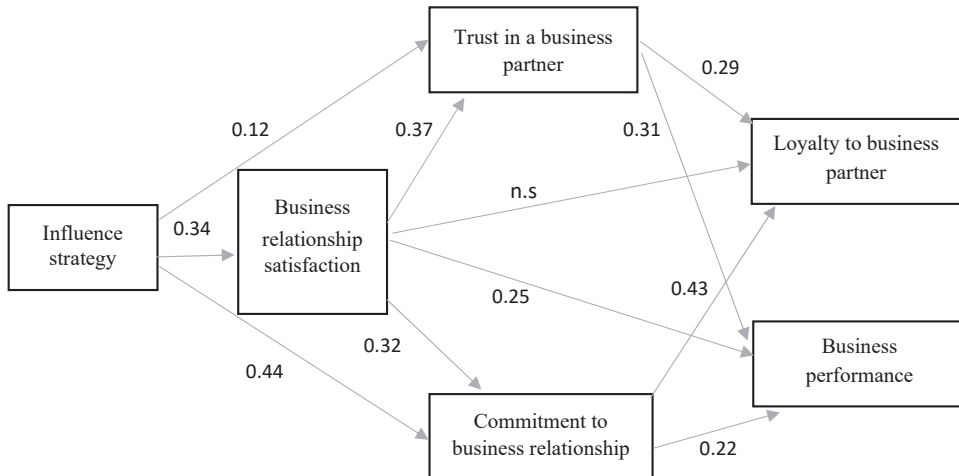 Trust in a business
partner
0.29
0.12
0.37
0.31
Loyalty to business
partner
n.s
Business
relationship
satisfaction
Influence
strategy
0.34
0.25
0.43
0.32
0.44
Business
performance
Commitment to
business relationship
0.22